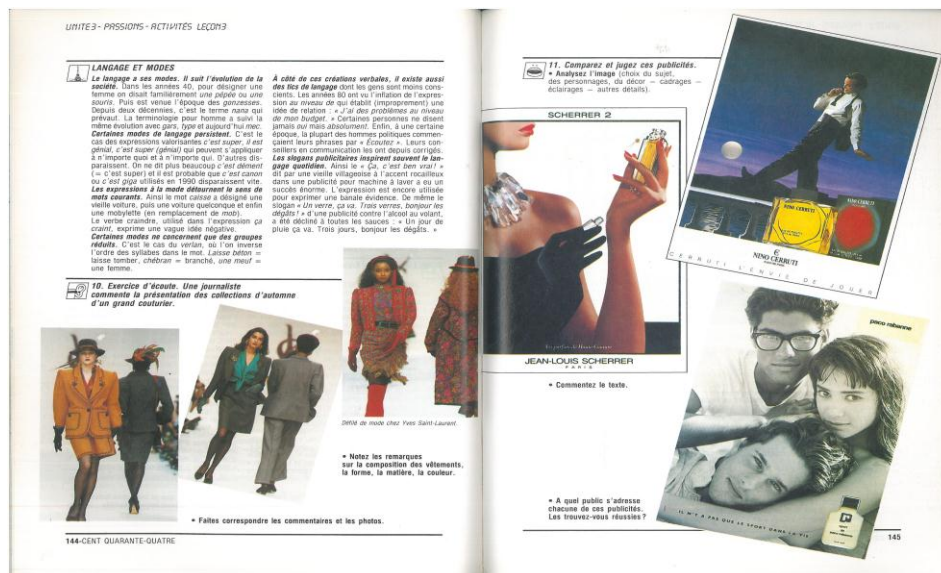 UNITE 3 - PASSIONS - ACTIVITÉS LEÇON 3
LANGAGE ET MODES
Le langage a ses modes. Il suit l'évolution de la
société. Dans les années 40, pour désigner une
femme on disait familièrement une pépée ou une
souris. Puis est venue l'époque des gonzesses.
Depuis deux décennies, c'est le terme nana qui
prévaut. La terminologie pour homme a suivi la
même évolution avec gars, type et aujourd'hui mec.
Certaines modes de langage persistent. C'est le
cas des expressions valorisantes c'est super, il est
génial, c'est super (génial) qui peuvent s'appliquer
à n'importe quoi et à n'importe qui. D'autres dis-
paraissent. On ne dit plus beaucoup c'est dément
(= c'est super) et il est probable que c'est canon
ou c'est giga utilisés en 1990 disparaissent vite.
Les expressions à la mode détournent le sens de
mots courants. Ainsi le mot caisse a désigné une
vieille voiture, puis une voiture quelconque et enfin
une mobylette (en remplacement de mob).
Le verbe craindre, utilisé dans l'expression ça
craint, exprime une vague idée négative.
Certaines modes ne concernent que des groupes
réduits. C'est le cas du verlan, où l'on inverse
l'ordre des syllabes dans le mot. Laisse béton =
laisse tomber, chébran = branché, une meuf =
une femme.
À côté de ces créations verbales, il existe aussi
des tics de langage dont les gens sont moins cons-
cients. Les années 80 ont vu l'inflation de l'expres-
sion au niveau de qui établit (improprement) une
idée de relation : « J'ai des problèmes au niveau
de mon budget. » Certaines personnes ne disent
jamais oui mais absolument. Enfin, à une certaine
époque, la plupart des hommes politiques commen-
çaient leurs phrases par « Écoutez ». Leurs con-
seillers en communication les ont depuis corrigés.
Les slogans publicitaires inspirent souvent le lan-
gage quotidien. Ainsi le « Ça, c'est ben vrai! »
dit par une vieille villageoise à l'accent rocailleux
dans une publicité pour machine à laver a eu un
succès énorme. L'expression est encore utilisée
pour exprimer une banale évidence. De même le
slogan « Un verre, ça va. Trois verres, bonjour les
dégâts! » d'une publicité contre l'alcool au volant,
a été décliné à toutes les sauces : « Un jour de
pluie ça va. Trois jours, bonjour les dégâts. »
10. Exercice d'écoute. Une journaliste
commente la présentation des collections d'automne
d'un grand couturier.
Défilé de mode chez Yves Saint-Laurent.
• Notez les remarques
sur la composition des vêtements,
la forme, la matière, la couleur.
• Faites correspondre les commentaires et les photos.
144-CENT QUARANTE-QUATRE
11. Comparez et jugez ces publicités.
• Analysez l'image (choix du sujet,
des personnages, du décor – cadrages –
éclairages – autres détails).
SCHERRER 2
Un parfum de Haute Couture
JEAN-LOUIS SCHERRER
PARIS
NINO CERRUTI
NINO CERRUTI
CERRUTI L'ENVIE DE JOUER
paco rabanne
IL N'Y A PAS QUE LE SPORT DANS LA VIE
• Commentez le texte.
• A quel public s'adresse
chacune de ces publicités.
Les trouvez-vous réussies ?
145